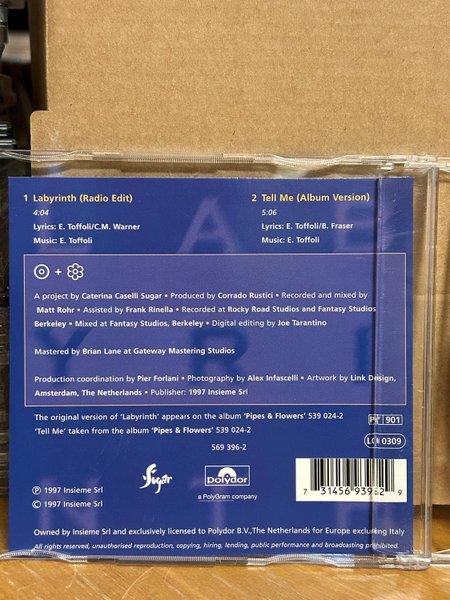 1 Labyrinth (Radio Edit)
4:04
Lyrics: E. Toffoli/C.M. Warner
Music: E. Toffoli
2 Tell Me (Album Version)
5:06
Lyrics: E. Toffoli/B. Fraser
Music: E. Toffoli
+
A project by Caterina Caselli Sugar • Produced by Corrado Rustici • Recorded and mixed by
Matt Rohr • Assisted by Frank Rinella • Recorded at Rocky Road Studios and Fantasy Studios
Berkeley • Mixed at Fantasy Studios, Berkeley • Digital editing by Joe Tarantino
Mastered by Brian Lane at Gateway Mastering Studios
Production coordination by Pier Forlani • Photography by Alex Infascelli • Artwork by Link Design,
Amsterdam, The Netherlands • Publisher: 1997 Insieme Srl
The original version of 'Labyrinth' appears on the album 'Pipes & Flowers' 539 024-2
'Tell Me' taken from the album 'Pipes & Flowers' 539 024-2
569 396-2
PY 901
LC 0309
Sugar
Polydor
a PolyGram company
7 31456 93962 9
℗ 1997 Insieme Srl
© 1997 Insieme Srl
Owned by Insieme Srl and exclusively licensed to Polydor B.V.,The Netherlands for Europe excluding Italy
All rights reserved, unauthorised reproduction, copying, hiring, lending, public performance and broadcasting prohibited.